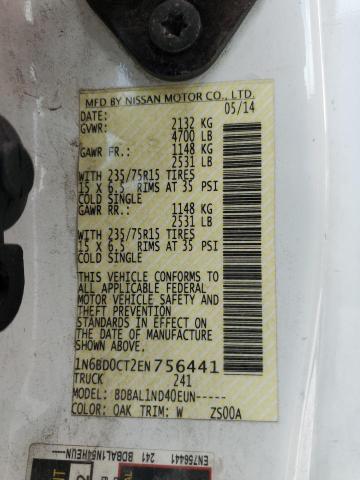 MFD BY NISSAN MOTOR CO., LTD.
DATE: 05/14
GVWR: 2132 KG
4700 LB
GAWR FR.: 1148 KG
2531 LB
WITH 235/75R15 TIRES
15 X 6.5 RIMS AT 35 PSI
COLD SINGLE
GAWR RR.: 1148 KG
2531 LB
WITH 235/75R15 TIRES
15 X 6.5 RIMS AT 35 PSI
COLD SINGLE
THIS VEHICLE CONFORMS TO
ALL APPLICABLE FEDERAL
MOTOR VEHICLE SAFETY AND
THEFT PREVENTION
STANDARDS IN EFFECT ON
THE DATE OF MANUFACTURE
SHOWN ABOVE.
1N6BD0CT2EN756441
TRUCK 241
MODEL: BDBAL1ND40EUN-----
COLOR: QAK TRIM: W ZS00A
EN756441 241